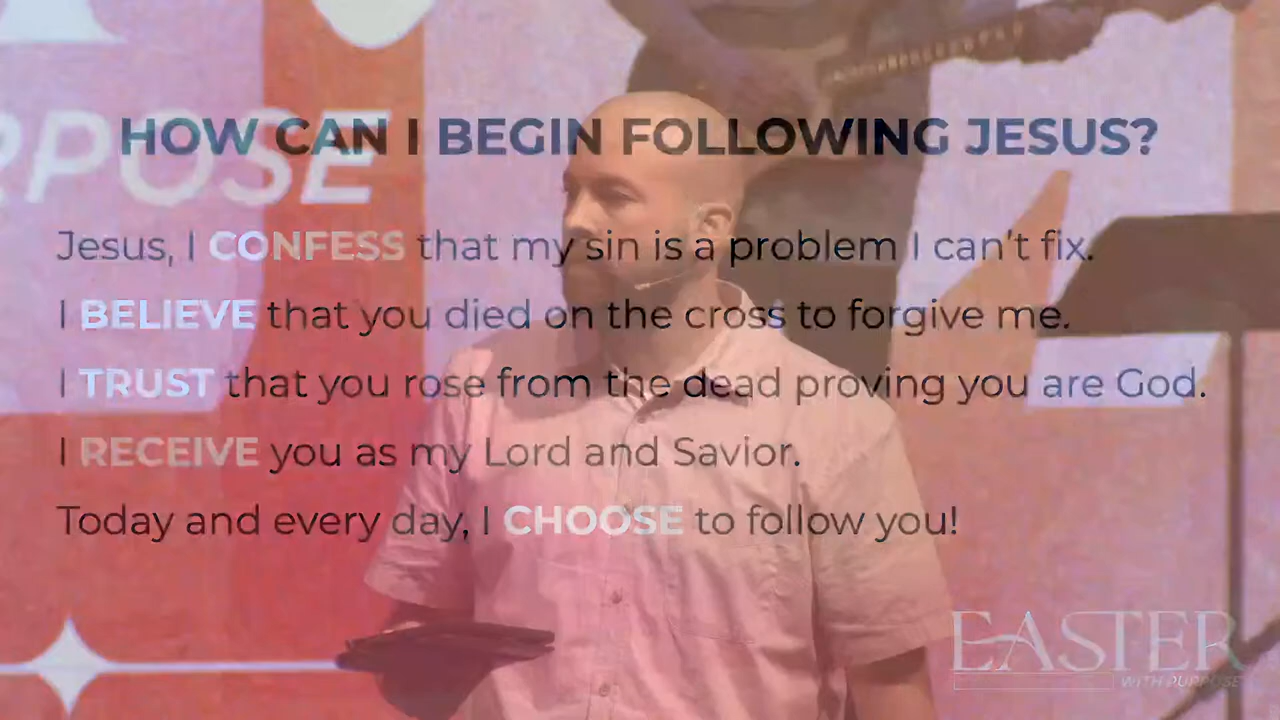 RPOSE
HOW CAN I BEGIN FOLLOWING JESUS?
Jesus, I CONFESS that my sin is a problem I can't fix.
I BELIEVE that you died on the cross to forgive me.
I TRUST that you rose from the dead proving you are God.
I RECEIVE you as my Lord and Savior.
Today and every day, I CHOOSE to follow you!
EASTER
WITH PURPOSE